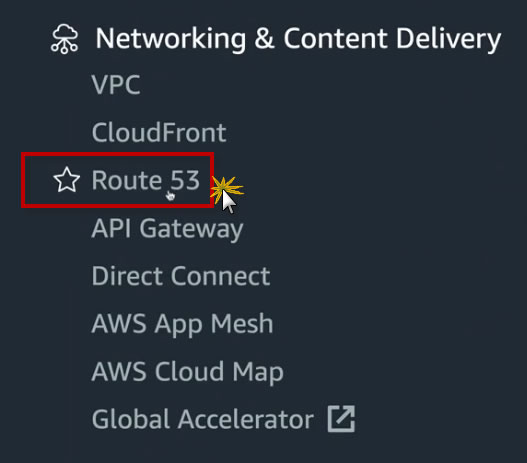 Networking & Content Delivery
VPC
CloudFront
Route 53
API Gateway
Direct Connect
AWS App Mesh
AWS Cloud Map
Global Accelerator